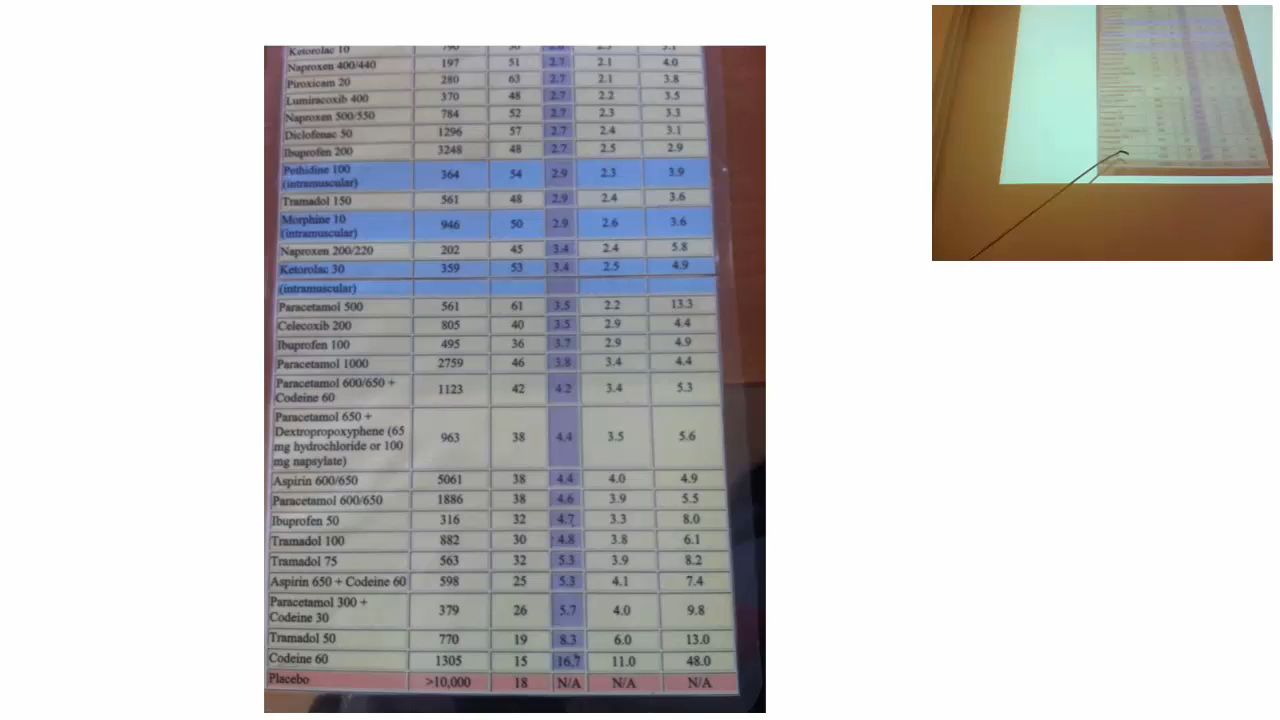 Ketorolac 10 790 50 2.6 2.3 3.1
Naproxen 400/440 197 51 2.7 2.1 4.0
Piroxicam 20 280 63 2.7 2.1 3.8
Lumiracoxib 400 370 48 2.7 2.2 3.5
Naproxen 500/550 784 52 2.7 2.3 3.3
Diclofenac 50 1296 57 2.7 2.4 3.1
Ibuprofen 200 3248 48 2.7 2.5 2.9
Pethidine 100
(intramuscular) 364 54 2.9 2.3 3.9
Tramadol 150 561 48 2.9 2.4 3.6
Morphine 10
(intramuscular) 946 50 2.9 2.6 3.6
Naproxen 200/220 202 45 3.4 2.4 5.8
Ketorolac 30 359 53 3.4 2.5 4.9
(intramuscular)
Paracetamol 500 561 61 3.5 2.2 13.3
Celecoxib 200 805 40 3.5 2.9 4.4
Ibuprofen 100 495 36 3.7 2.9 4.9
Paracetamol 1000 2759 46 3.8 3.4 4.4
Paracetamol 600/650 +
Codeine 60 1123 42 4.2 3.4 5.3
Paracetamol 650 +
Dextropropoxyphene (65
mg hydrochloride or 100
mg napsylate) 963 38 4.4 3.5 5.6
Aspirin 600/650 5061 38 4.4 4.0 4.9
Paracetamol 600/650 1886 38 4.6 3.9 5.5
Ibuprofen 50 316 32 4.7 3.3 8.0
Tramadol 100 882 30 4.8 3.8 6.1
Tramadol 75 563 32 5.3 3.9 8.2
Aspirin 650 + Codeine 60 598 25 5.3 4.1 7.4
Paracetamol 300 +
Codeine 30 379 26 5.7 4.0 9.8
Tramadol 50 770 19 8.3 6.0 13.0
Codeine 60 1305 15 16.7 11.0 48.0
Placebo >10,000 18 N/A N/A N/A